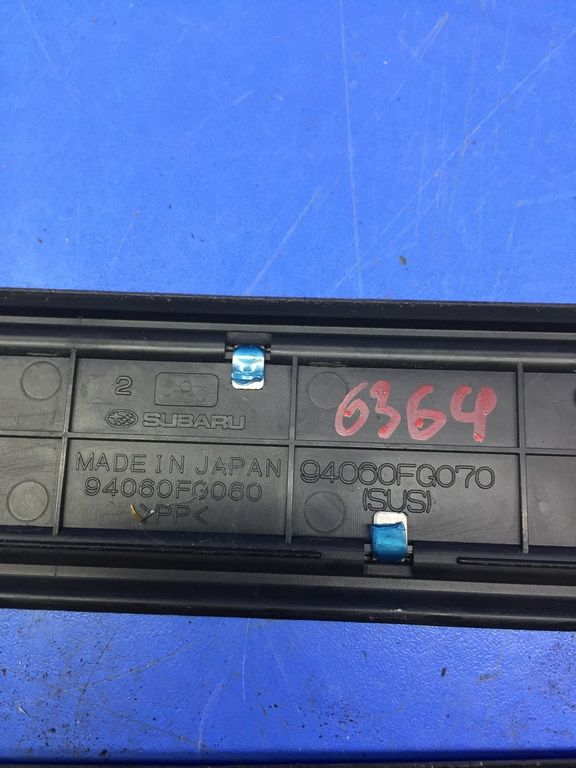 2
SUBARU
6364
MADE IN JAPAN
94060FG060
>PP<
94060FG070
(SUS)